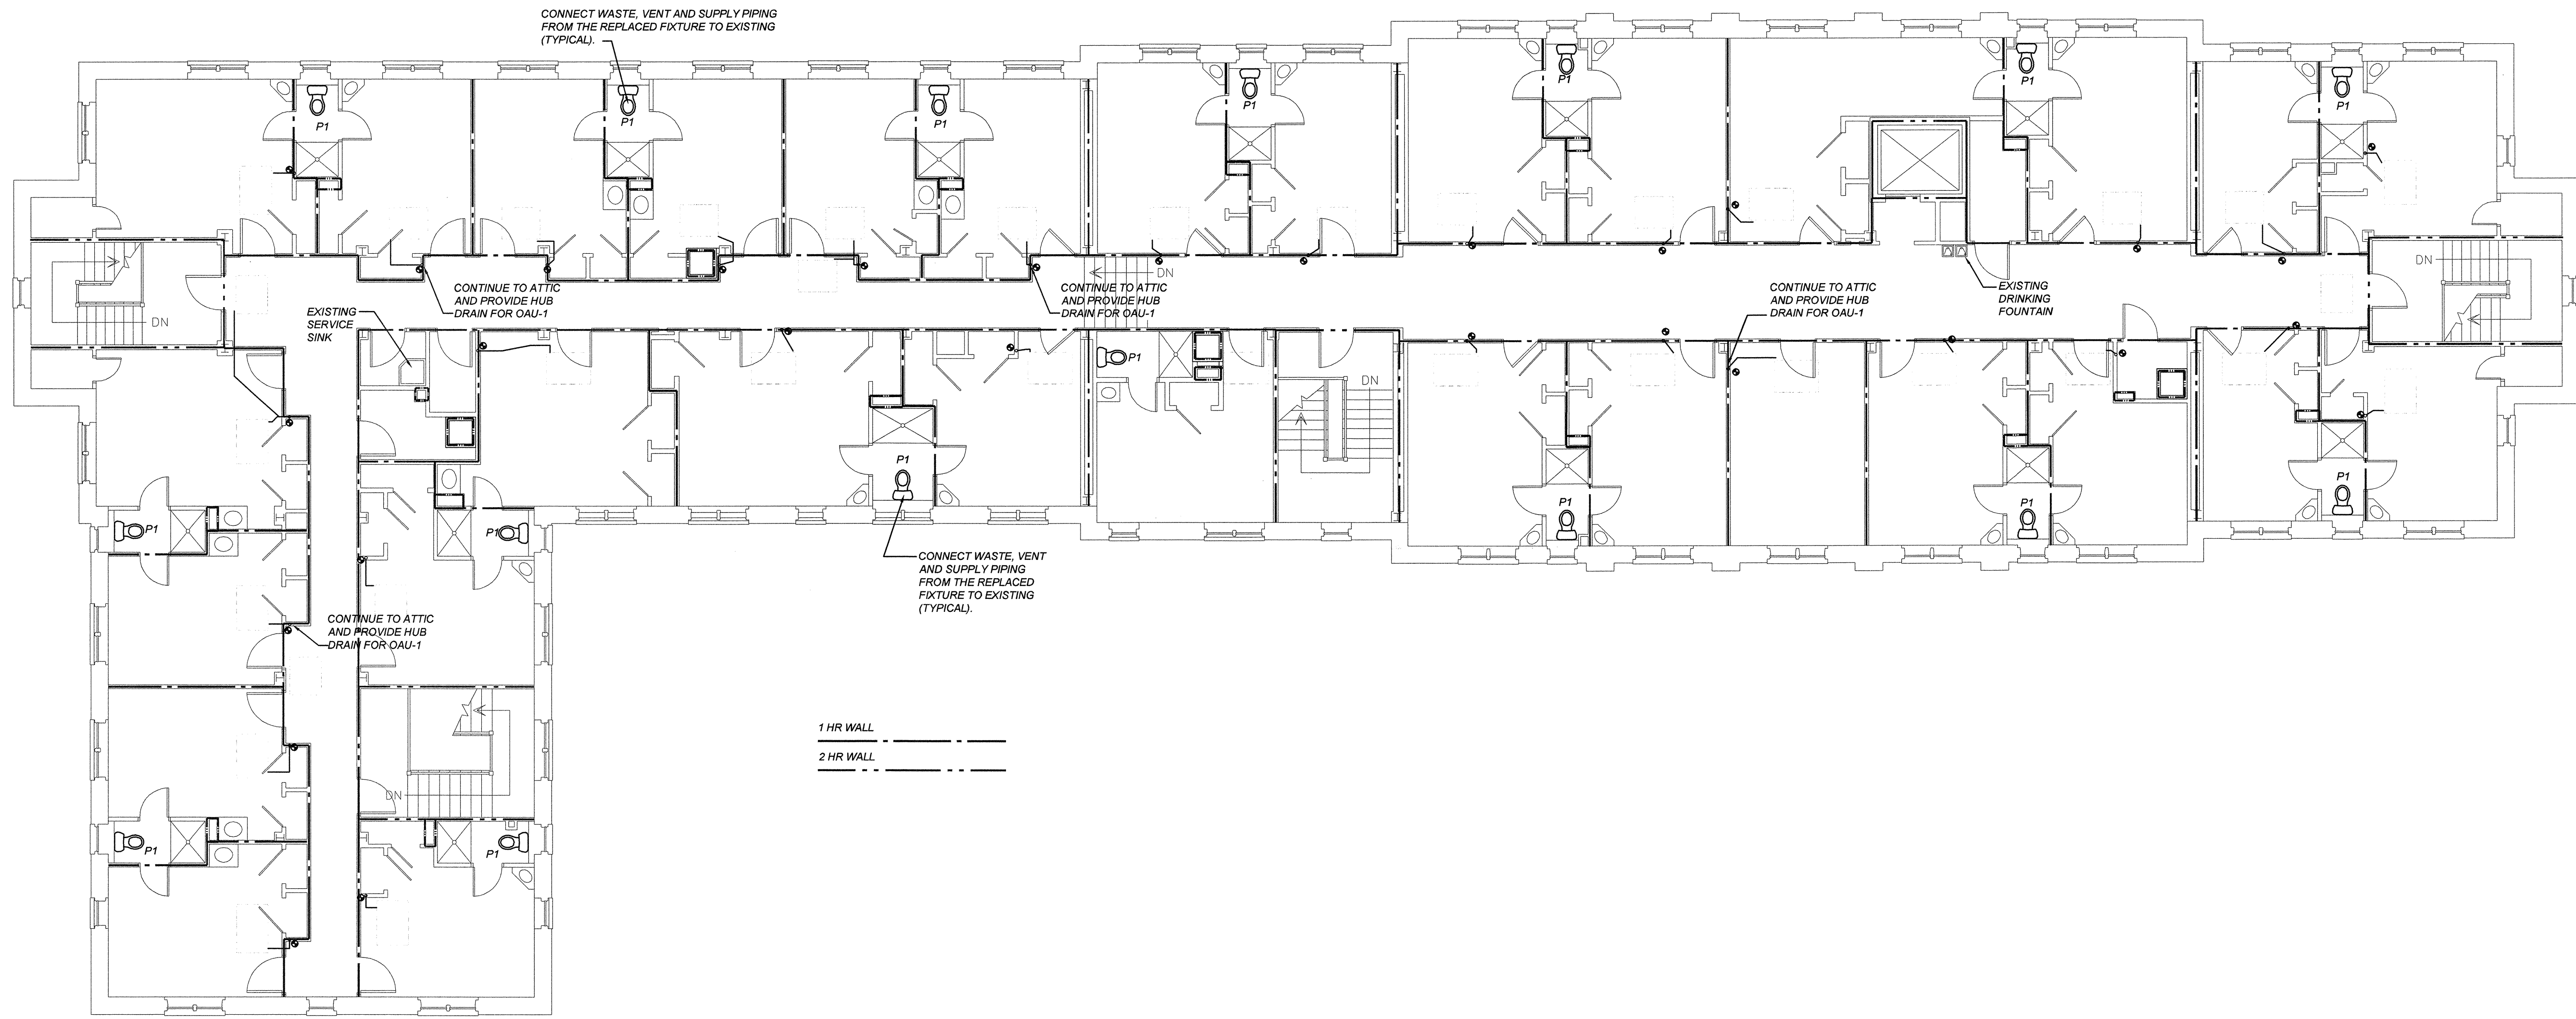 CONNECT WASTE, VENT AND SUPPLY PIPING
FROM THE REPLACED FIXTURE TO EXISTING
(TYPICAL).
P1
P1
P1
P1
P1
P1
P1
DN
CONTINUE TO ATTIC
AND PROVIDE HUB
DRAIN FOR OAU-1
EXISTING
SERVICE
SINK
DN
CONTINUE TO ATTIC
AND PROVIDE HUB
DRAIN FOR OAU-1
CONTINUE TO ATTIC
AND PROVIDE HUB
DRAIN FOR OAU-1
EXISTING
DRINKING
FOUNTAIN
DN
P1
DN
P1
P1
P1
P1
P1
P1
CONNECT WASTE, VENT
AND SUPPLY PIPING
FROM THE REPLACED
FIXTURE TO EXISTING
(TYPICAL).
CONTINUE TO ATTIC
AND PROVIDE HUB
DRAIN FOR OAU-1
1 HR WALL
2 HR WALL
DN
P1
P1